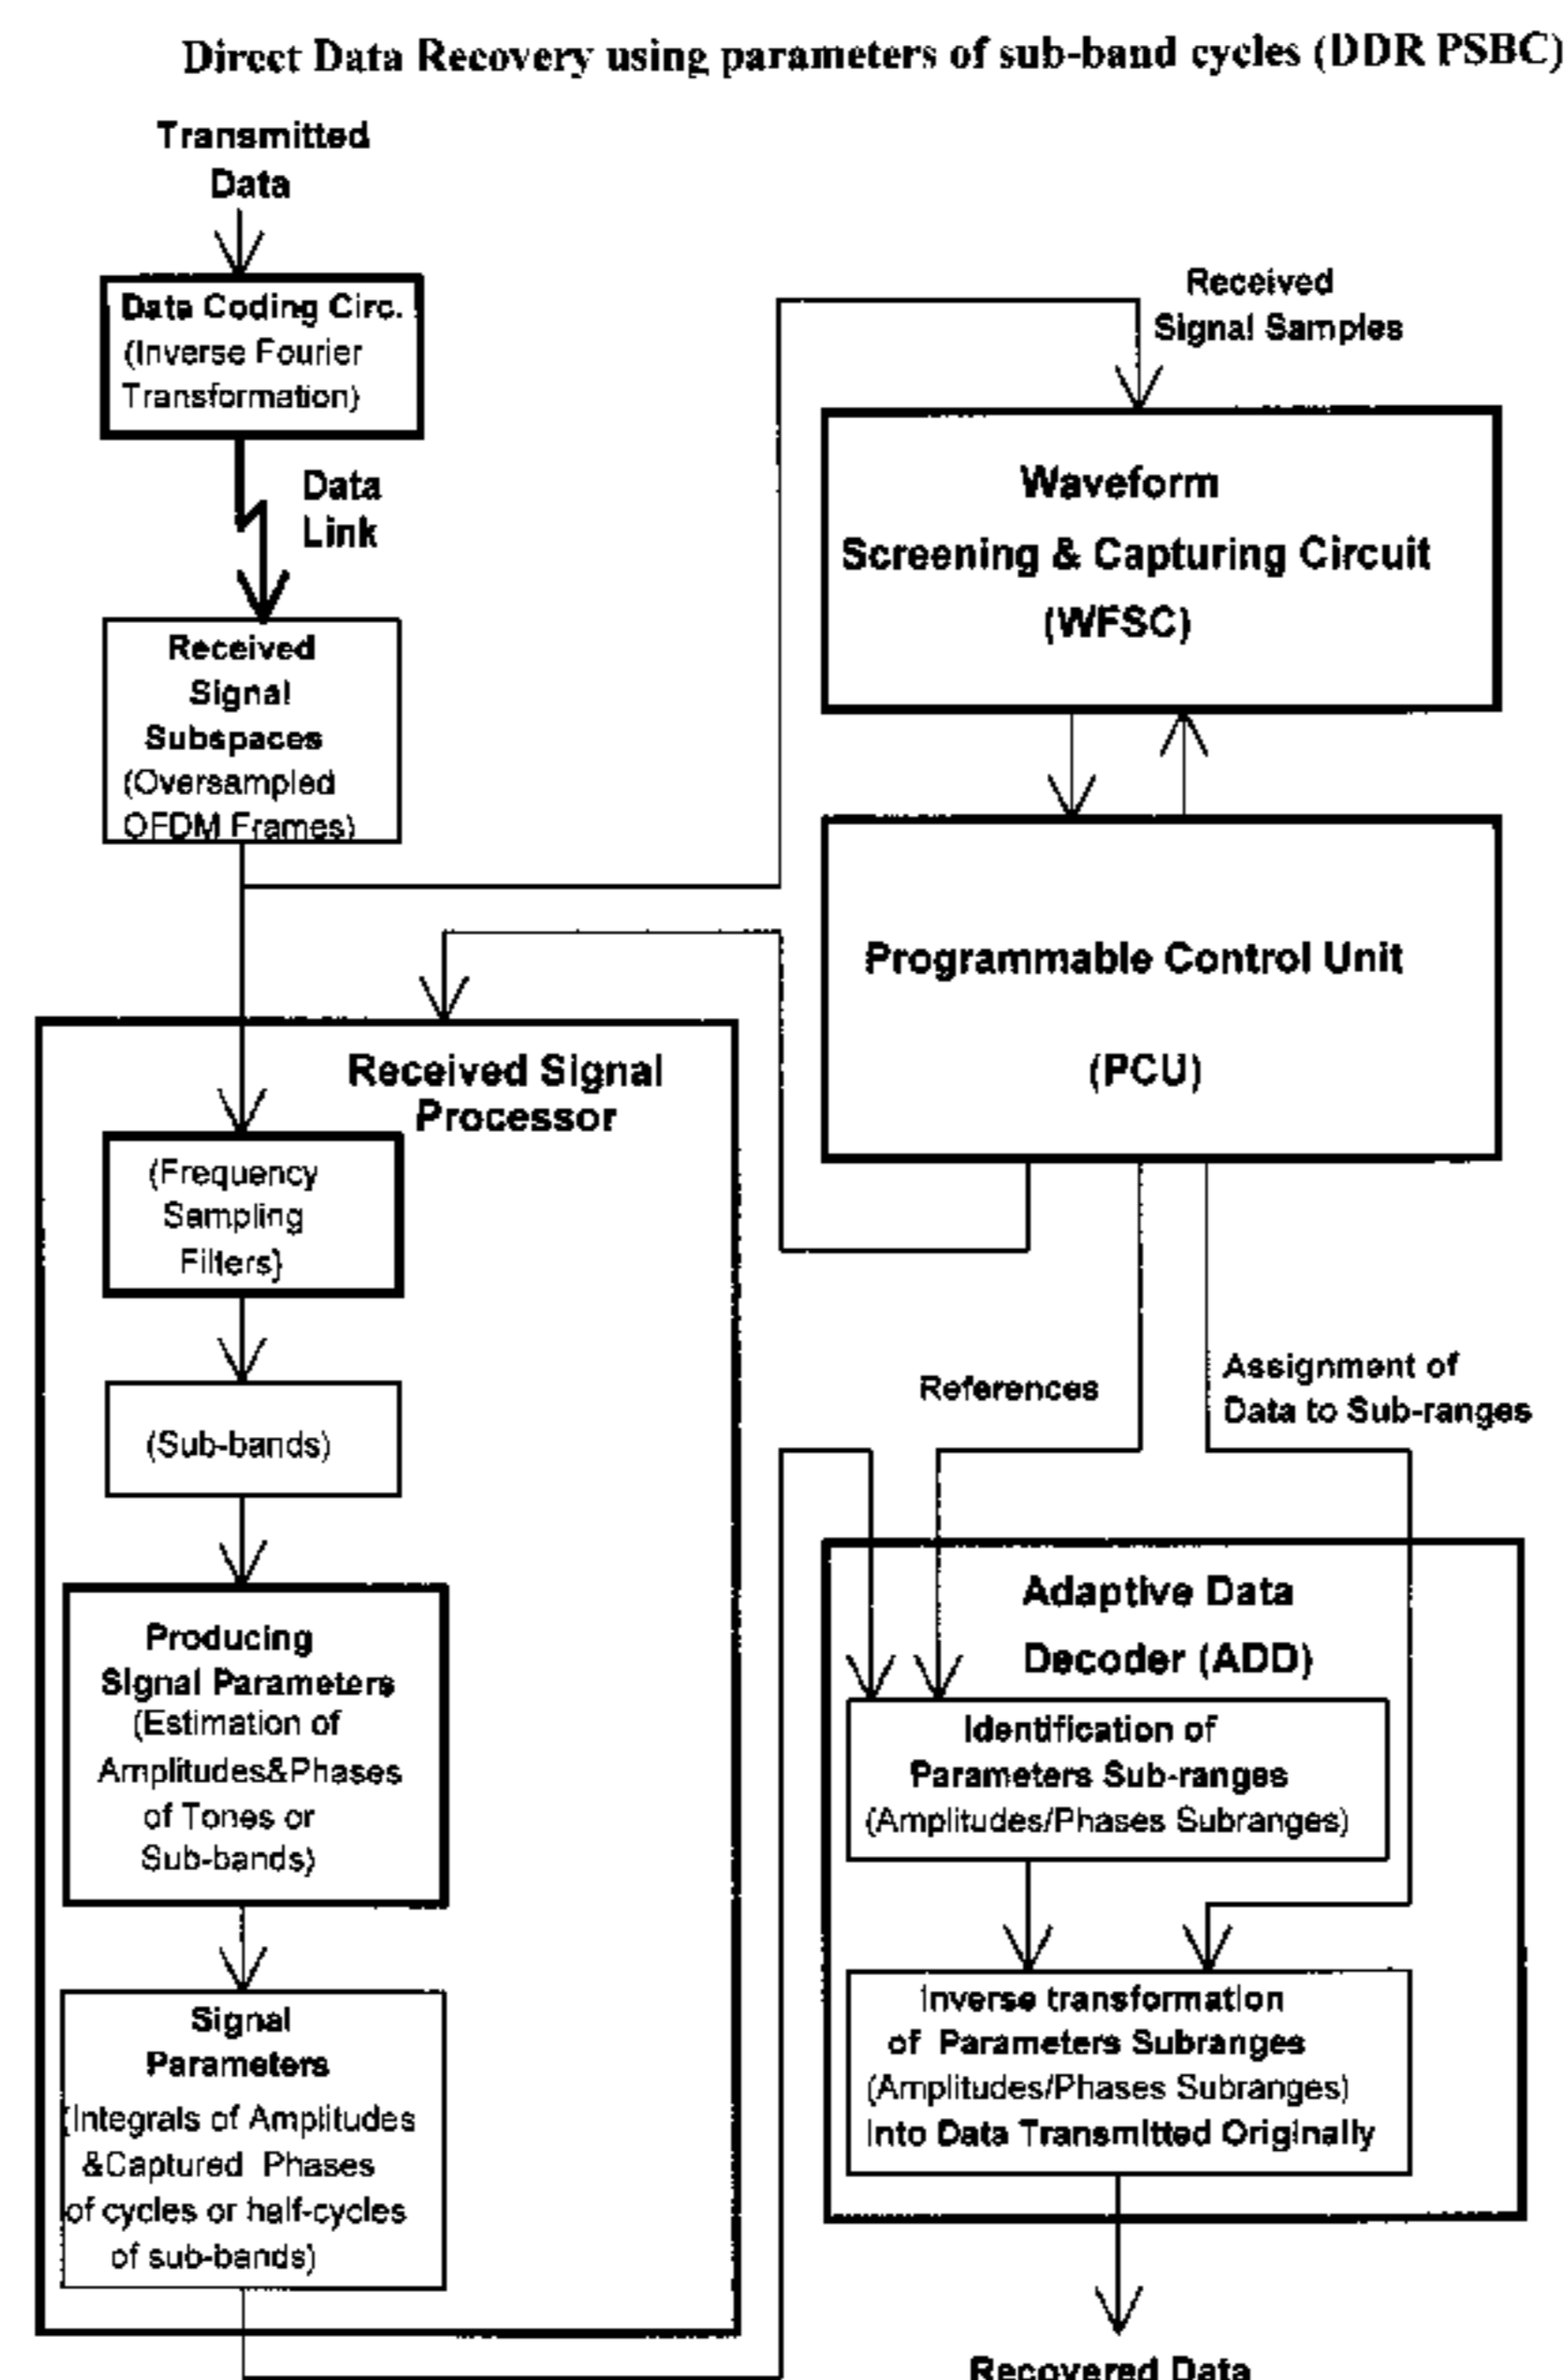 Direct Data Recovery using parameters of sub-band cycles (DDR PSBC)
Transmitted
Data
Data Coding Circ.
(Inverse Fourier
Transformation)
Data
Link
Received
Signal
Subspaces
(Oversampled
OFDM Frames)
Received
Signal Samples
Waveform
Screening & Capturing Circuit
(WFSC)
Programmable Control Unit
(PCU)
Received Signal
Processor
(Frequency
Sampling
Filters}
(Sub-bands)
Producing
Signal Parameters
(Estimation of
Amplitudes&Phases
of Tones or
Sub-bands)
Signal
Parameters
(Integrals of Amplitudes
&Captured Phases
of cycles or half-cycles
of sub-bands)
References
Assignment of
Data to Sub-ranges
Adaptive Data
Decoder (ADD)
Identification of
Parameters Sub-ranges
(Amplitudes/Phases Subranges)
Inverse transformation
of Parameters Subranges
(Amplitudes/Phases Subranges)
Into Data Transmitted Originally
Recovered Data